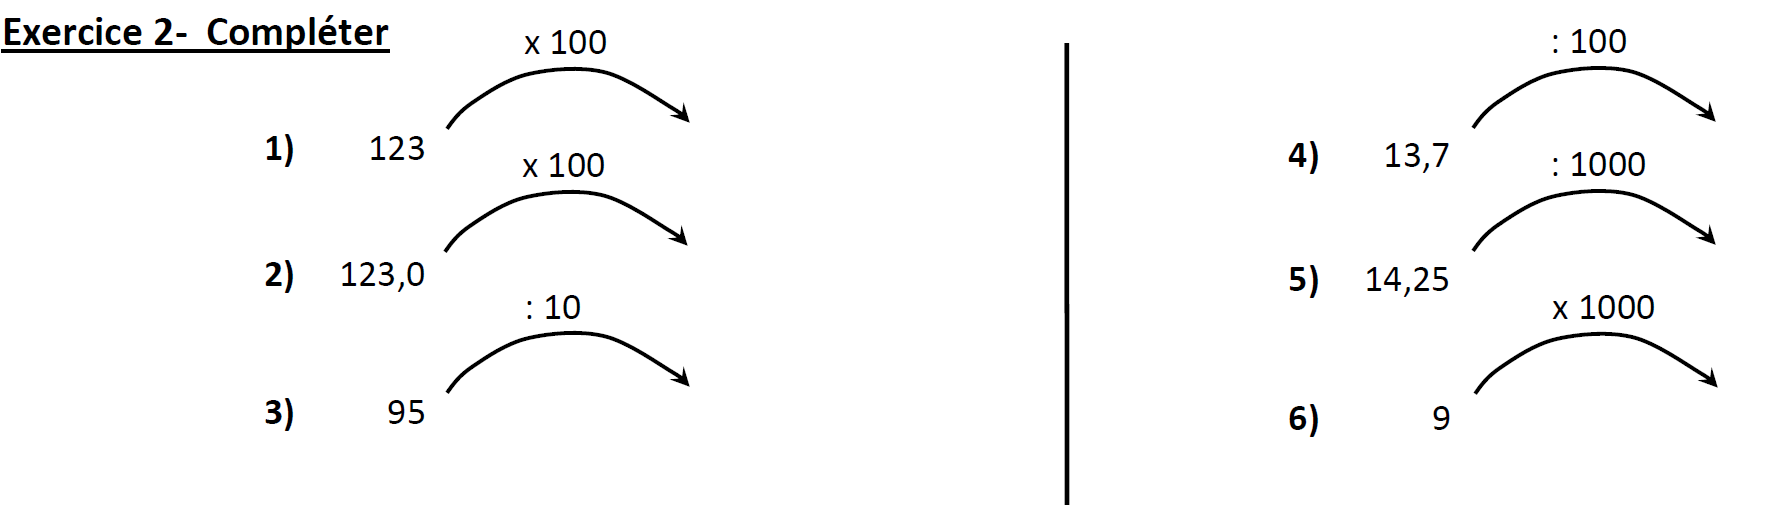 Exercice 2- Compléter
x 100
1) 123
x 100
2) 123,0
: 10
3) 95
: 100
4) 13,7
: 1000
5) 14,25
x 1000
6) 9